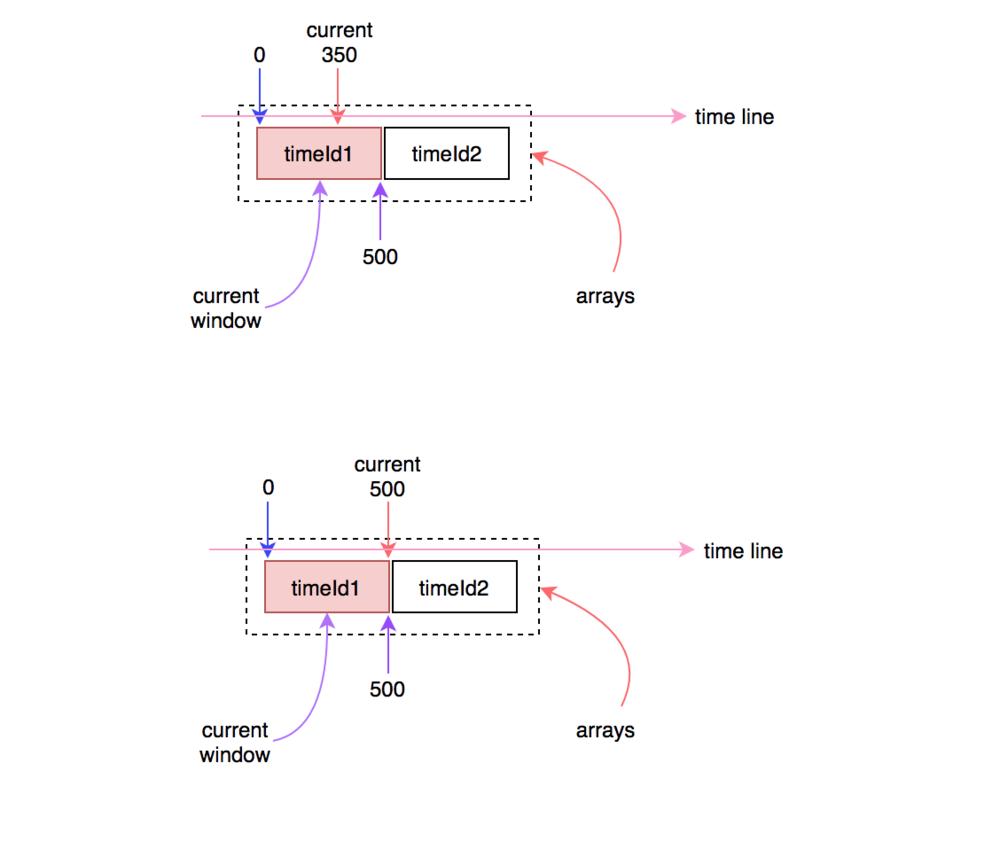 current
0
350
time line
timeId1
timeId2
500
current
window
arrays
current
0
500
time line
timeId1
timeId2
500
current
window
arrays